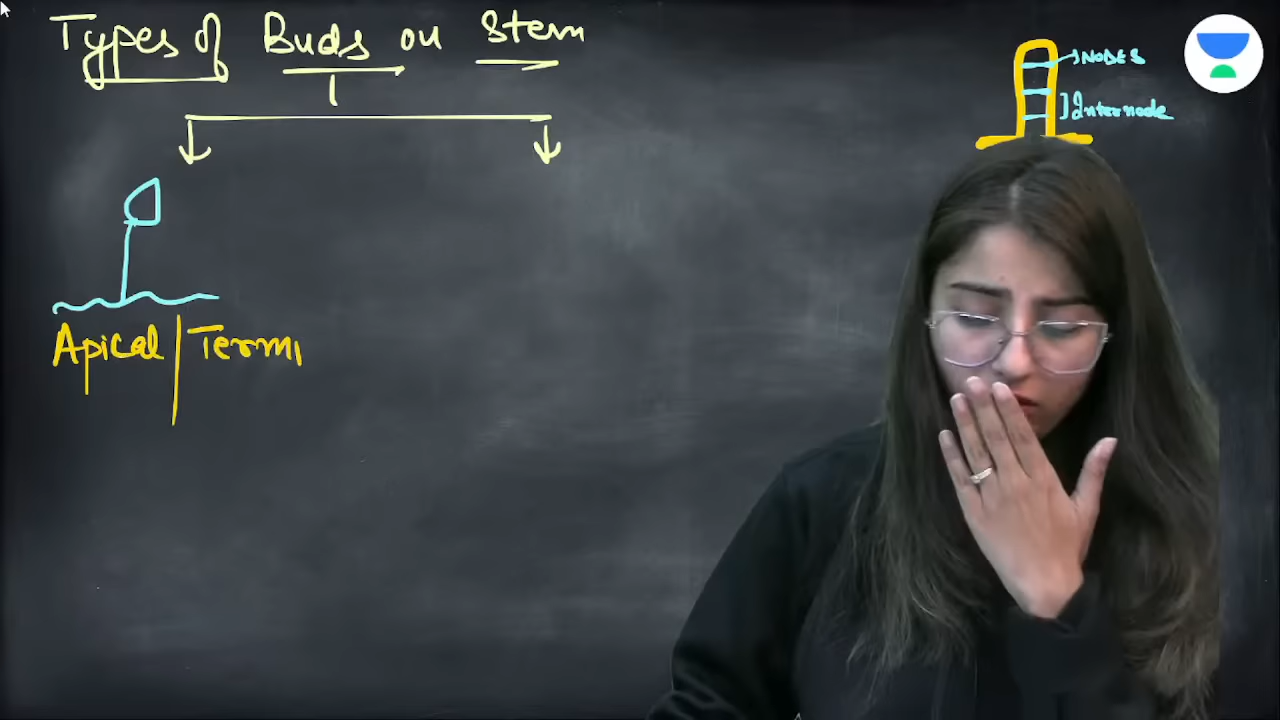 Types of Buds on Stem
NODES
Internode
Apical | Termi